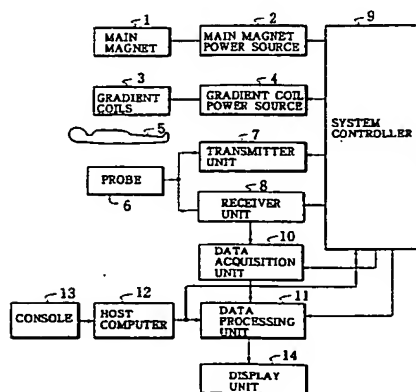 1
2
9
MAIN
MAGNET
MAIN MAGNET
POWER SOURCE
3
4
GRADIENT
COILS
GRADIENT COIL
POWER SOURCE
SYSTEM
CONTROLLER
5
7
TRANSMITTER
UNIT
PROBE
6
8
RECEIVER
UNIT
10
DATA
ACQUISITION
UNIT
13
12
11
CONSOLE
HOST
COMPUTER
DATA
PROCESSING
UNIT
14
DISPLAY
UNIT